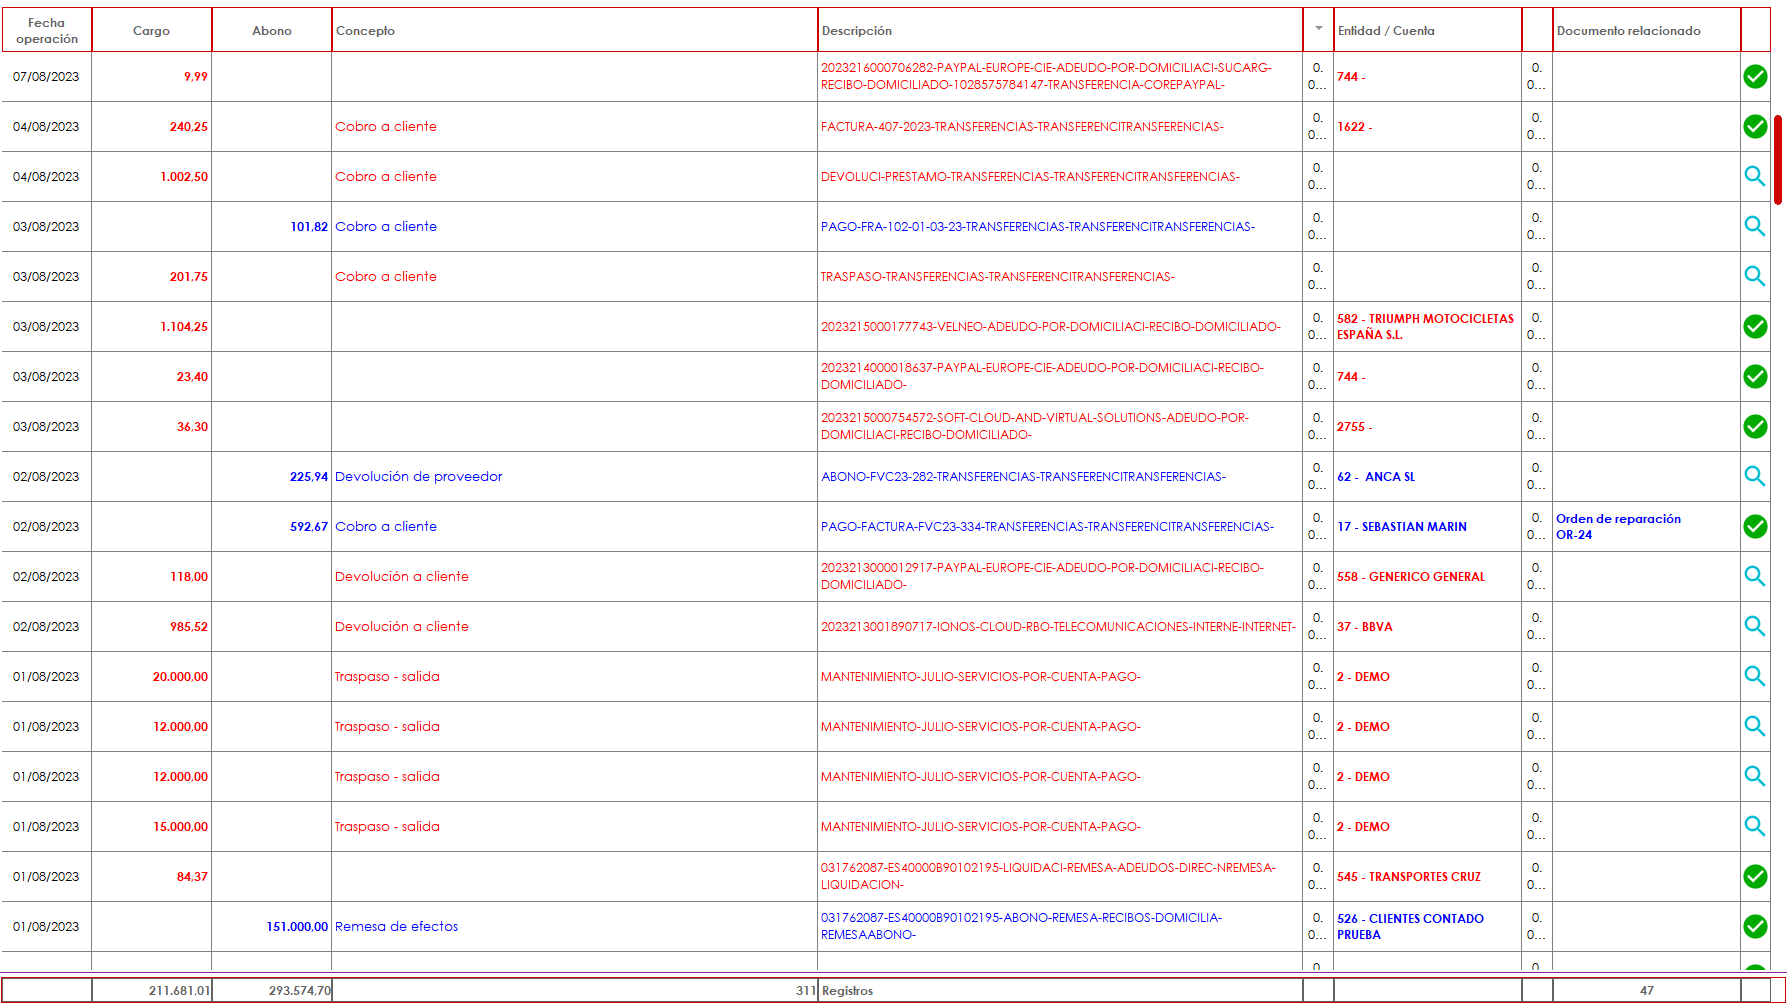 Fecha operación Cargo Abono Concepto Descripción Entidad / Cuenta Documento relacionado
07/08/2023 9,99 2023216000706282-PAYPAL-EUROPE-CIE-ADEUDO-POR-DOMICILIACI-SUCARG- 0. 744 - 0.
RECIBO-DOMICILIADO-1028575784147-TRANSFERENCIA-COREPAYPAL- 0... 0...
04/08/2023 240,25 Cobro a cliente FACTURA-407-2023-TRANSFERENCIAS-TRANSFERENCITRANSFERENCIAS- 0. 0... 1622 - 0. 0...
04/08/2023 1.002,50 Cobro a cliente DEVOLUCI-PRESTAMO-TRANSFERENCIAS-TRANSFERENCITRANSFERENCIAS- 0. 0... 0. 0...
03/08/2023 101,82 Cobro a cliente PAGO-FRA-102-01-03-23-TRANSFERENCIAS-TRANSFERENCITRANSFERENCIAS- 0. 0... 0. 0...
03/08/2023 201,75 Cobro a cliente TRASPASO-TRANSFERENCIAS-TRANSFERENCITRANSFERENCIAS- 0. 0... 0. 0...
03/08/2023 1.104,25 2023215000177743-VELNEO-ADEUDO-POR-DOMICILIACI-RECIBO-DOMICILIADO- 0. 582 - TRIUMPH MOTOCICLETAS 0.
0... ESPAÑA S.L. 0...
03/08/2023 23,40 2023214000018637-PAYPAL-EUROPE-CIE-ADEUDO-POR-DOMICILIACI-RECIBO- 0. 744 - 0.
DOMICILIADO- 0... 0...
03/08/2023 36,30 2023215000754572-SOFT-CLOUD-AND-VIRTUAL-SOLUTIONS-ADEUDO-POR- 0. 2755 - 0.
DOMICILIACI-RECIBO-DOMICILIADO- 0... 0...
02/08/2023 225,94 Devolución de proveedor ABONO-FVC23-282-TRANSFERENCIAS-TRANSFERENCITRANSFERENCIAS- 0. 0... 62 - ANCA SL 0. 0...
02/08/2023 592,67 Cobro a cliente PAGO-FACTURA-FVC23-334-TRANSFERENCIAS-TRANSFERENCITRANSFERENCIAS- 0. 0... 17 - SEBASTIAN MARIN 0. 0... Orden de reparación
OR-24
02/08/2023 118,00 Devolución a cliente 2023213000012917-PAYPAL-EUROPE-CIE-ADEUDO-POR-DOMICILIACI-RECIBO- 0. 558 - GENERICO GENERAL 0.
DOMICILIADO- 0... 0...
02/08/2023 985,52 Devolución a cliente 2023213001890717-IONOS-CLOUD-RBO-TELECOMUNICACIONES-INTERNE-INTERNET- 0. 0... 37 - BBVA 0. 0...
01/08/2023 20.000,00 Traspaso - salida MANTENIMIENTO-JULIO-SERVICIOS-POR-CUENTA-PAGO- 0. 0... 2 - DEMO 0. 0...
01/08/2023 12.000,00 Traspaso - salida MANTENIMIENTO-JULIO-SERVICIOS-POR-CUENTA-PAGO- 0. 0... 2 - DEMO 0. 0...
01/08/2023 12.000,00 Traspaso - salida MANTENIMIENTO-JULIO-SERVICIOS-POR-CUENTA-PAGO- 0. 0... 2 - DEMO 0. 0...
01/08/2023 15.000,00 Traspaso - salida MANTENIMIENTO-JULIO-SERVICIOS-POR-CUENTA-PAGO- 0. 0... 2 - DEMO 0. 0...
01/08/2023 84,37 031762087-ES40000B90102195-LIQUIDACI-REMESA-ADEUDOS-DIREC-NREMESA- 0. 545 - TRANSPORTES CRUZ 0.
LIQUIDACION- 0... 0...
01/08/2023 151.000,00 Remesa de efectos 031762087-ES40000B90102195-ABONO-REMESA-RECIBOS-DOMICILIA- 0. 526 - CLIENTES CONTADO 0.
REMESAABONO- 0... PRUEBA 0...
0. 0.
211.681,01 293.574,70 311 Registros 47